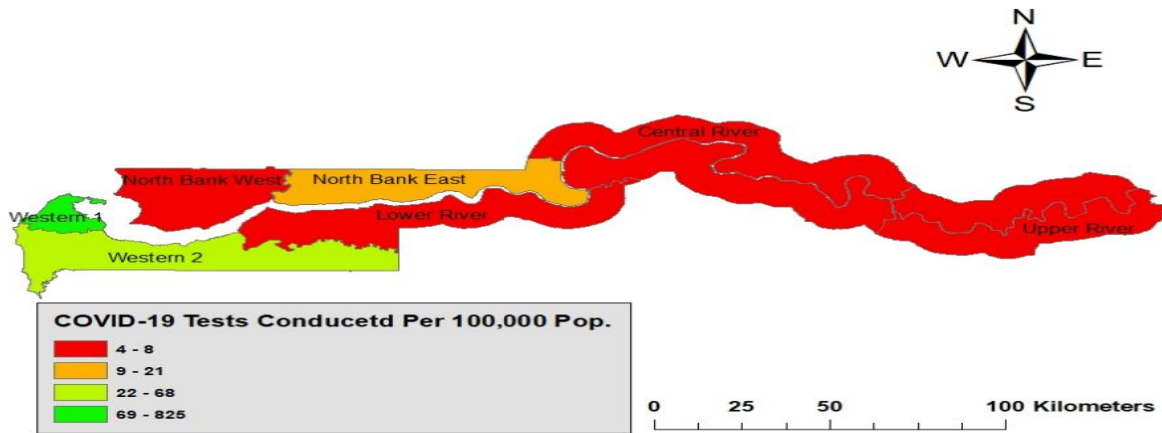 N
W E
S
Central River
North Bank West
North Bank East
Western 1
Lower River
Upper River
Western 2
COVID-19 Tests Conducetd Per 100,000 Pop.
4 - 8
9 - 21
22 - 68
69 - 825
0 25 50 100 Kilometers